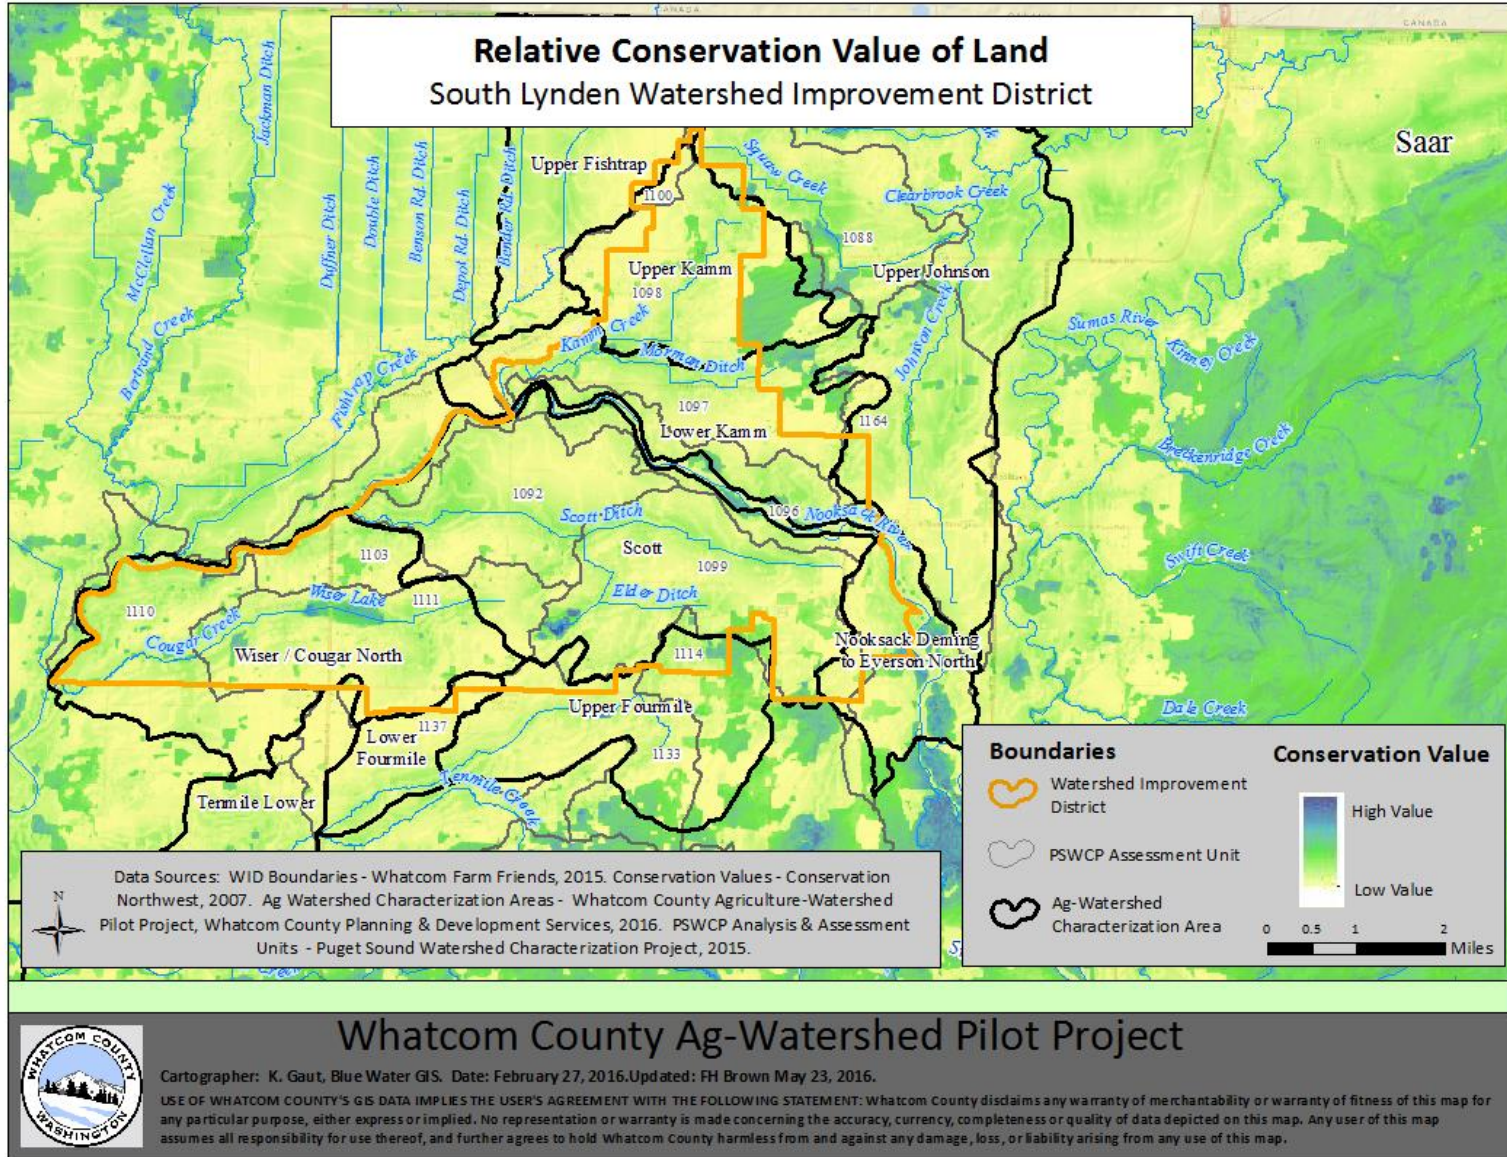 CANADA
CANADA
Relative Conservation Value of Land
South Lynden Watershed Improvement District
Jackman Ditch
McClellan Creek
Bertrand Creek
Duffner Ditch
Double Ditch
Benson Rd. Ditch
Depot Rd. Ditch
Bender Rd. Ditch
Fishtrap Creek
Upper Fishtrap
1100
Squaw Creek
Clearbrook Creek
Saar
1088
Upper Johnson
Upper Kamm
1098
Kamm Creek
Mormon Ditch
Johnson Creek
Sumas River
Kinney Creek
1097
Lower Kamm
1164
Breckenridge Creek
1092
Scott Ditch
1096
Nooksack River
Scott
1099
1103
Swift Creek
1110
Wiser Lake
1111
Elder Ditch
Cougar Creek
Wiser / Cougar North
1114
Nooksack Deming
to Everson North
Upper Fourmile
Dale Creek
1137
Lower
Fourmile
1133
Tenmile Creek
Tenmile Lower
Boundaries
Watershed Improvement
District
PSWCP Assessment Unit
Ag-Watershed
Characterization Area
Conservation Value
High Value
Low Value
0 0.5 1 2
Miles
N
Data Sources: WID Boundaries - Whatcom Farm Friends, 2015. Conservation Values - Conservation
Northwest, 2007. Ag Watershed Characterization Areas - Whatcom County Agriculture-Watershed
Pilot Project, Whatcom County Planning & Development Services, 2016. PSWCP Analysis & Assessment
Units - Puget Sound Watershed Characterization Project, 2015.
Whatcom County Ag-Watershed Pilot Project
WHATCOM COUNTY
WASHINGTON
Cartographer: K. Gaut, Blue Water GIS. Date: February 27, 2016.Updated: FH Brown May 23, 2016.
USE OF WHATCOM COUNTY'S GIS DATA IMPLIES THE USER'S AGREEMENT WITH THE FOLLOWING STATEMENT: Whatcom County disclaims any warranty of merchantability or warranty of fitness of this map for
any particular purpose, either express or implied. No representation or warranty is made concerning the accuracy, currency, completeness or quality of data depicted on this map. Any user of this map
assumes all responsibility for use thereof, and further agrees to hold Whatcom County harmless from and against any damage, loss, or liability arising from any use of this map.